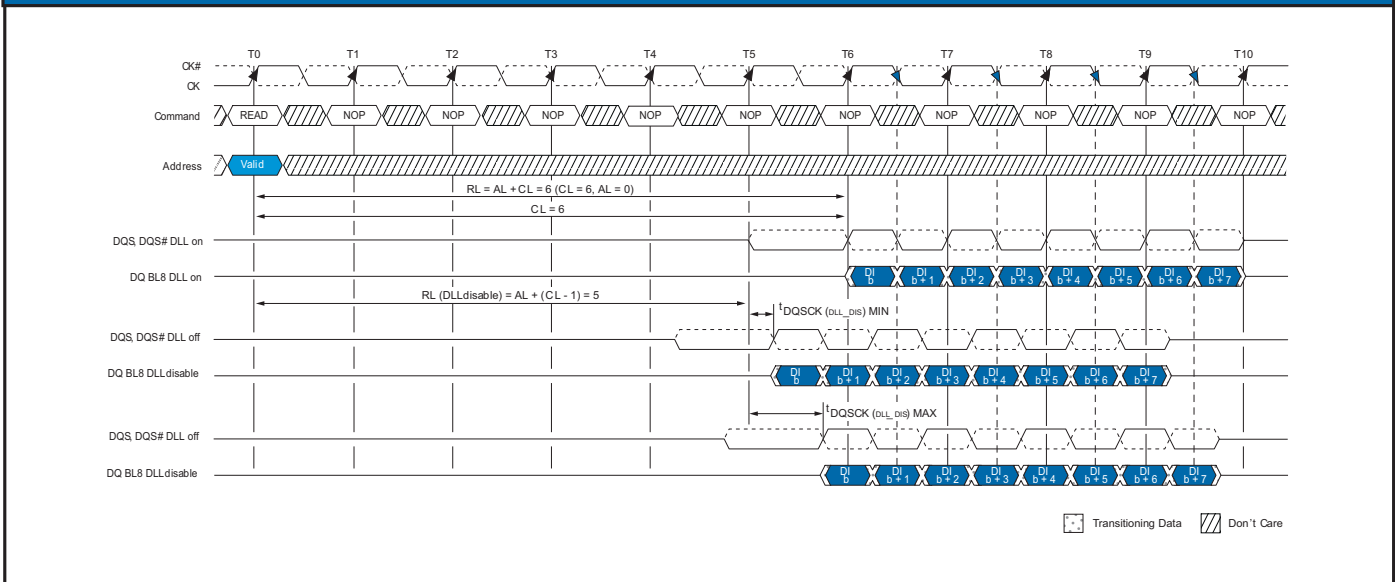 T0 T1 T2 T3 T4 T5 T6 T7 T8 T9 T10
CK#
CK
Command READ NOP NOP NOP NOP NOP NOP NOP NOP NOP NOP
Address Valid
RL = AL + CL = 6 (CL = 6, AL = 0)
CL = 6
DQS, DQS# DLL on
DQ BL8 DLL on DI b DI b + 1 DI b + 2 DI b + 3 DI b + 4 DI b + 5 DI b + 6 DI b + 7
RL (DLL disable) = AL + (CL - 1) = 5
tDQSCK (DLL_DIS) MIN
DQS, DQS# DLL off
DQ BL8 DLL disable DI b DI b + 1 DI b + 2 DI b + 3 DI b + 4 DI b + 5 DI b + 6 DI b + 7
tDQSCK (DLL_DIS) MAX
DQS, DQS# DLL off
DQ BL8 DLL disable DI b DI b + 1 DI b + 2 DI b + 3 DI b + 4 DI b + 5 DI b + 6 DI b + 7
Transitioning Data Don't Care